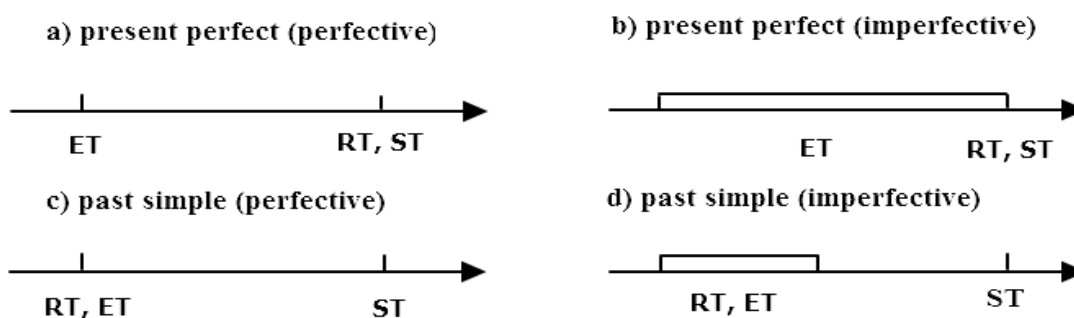 a) present perfect (perfective)
ET
RT, ST
b) present perfect (imperfective)
ET
RT, ST
c) past simple (perfective)
RT, ET
ST
d) past simple (imperfective)
RT, ET
ST